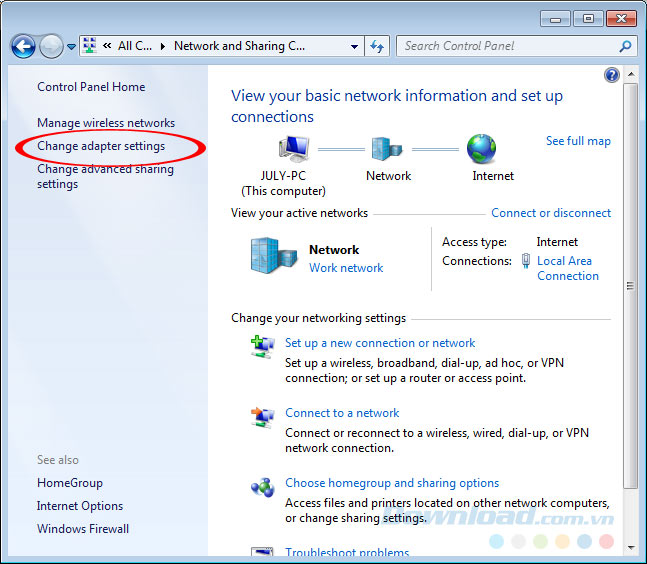 All C...
Network and Sharing C...
Search Control Panel
Control Panel Home
Manage wireless networks
Change adapter settings
Change advanced sharing
settings
See also
HomeGroup
Internet Options
Windows Firewall
View your basic network information and set up
connections
See full map
JULY-PC
(This computer)
Network
Internet
View your active networks
Connect or disconnect
Network
Work network
Access type: Internet
Connections: Local Area
Connection
Change your networking settings
Set up a new connection or network
Set up a wireless, broadband, dial-up, ad hoc, or VPN
connection; or set up a router or access point.
Connect to a network
Connect or reconnect to a wireless, wired, dial-up, or VPN
network connection.
Choose homegroup and sharing options
Access files and printers located on other network computers,
or change sharing settings.
Download.com.vn
Troubleshoot problems